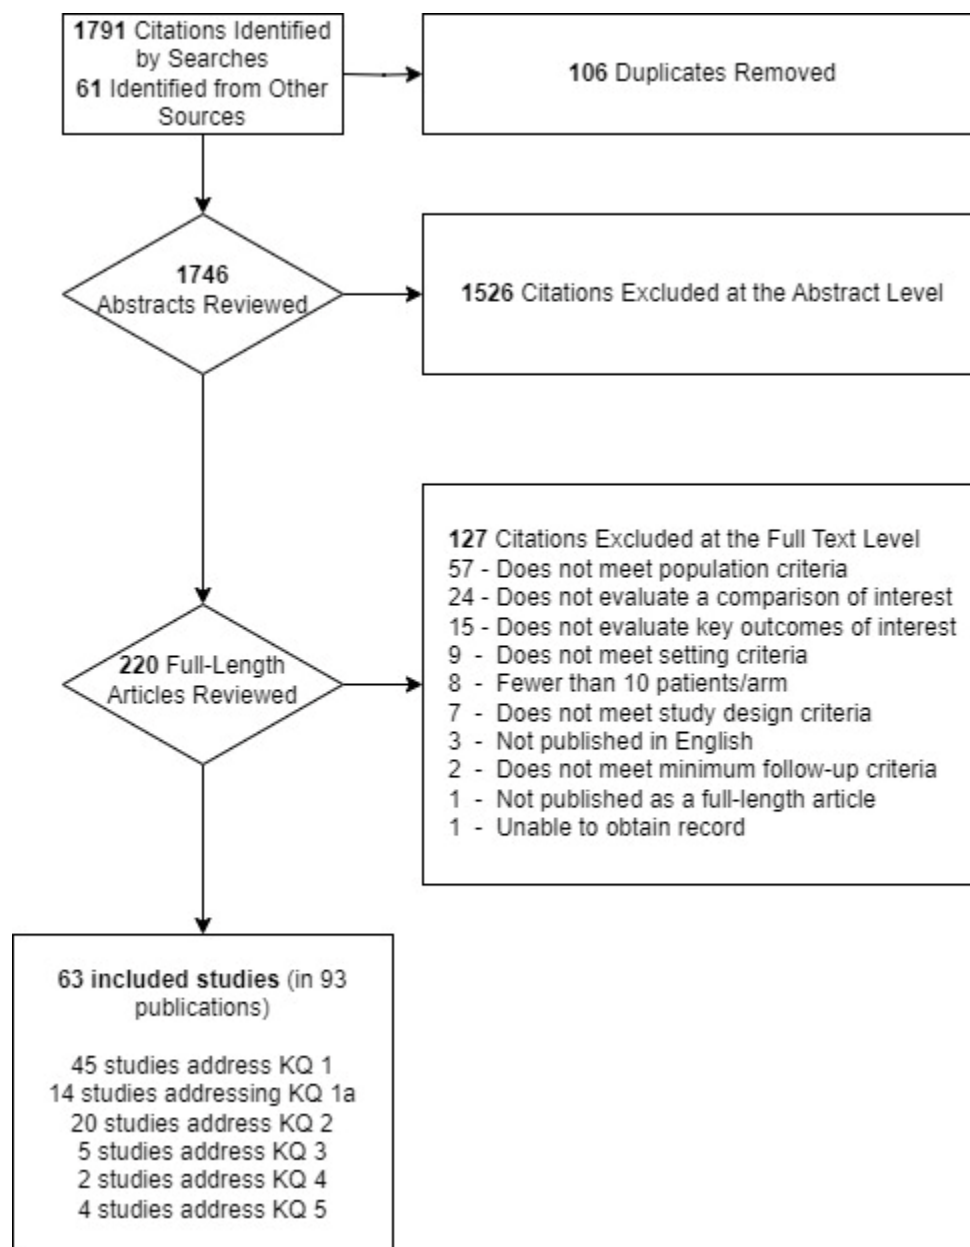 1791 Citations Identified
by Searches
61 Identified from Other
Sources
106 Duplicates Removed
1746
Abstracts Reviewed
1526 Citations Excluded at the Abstract Level
220 Full-Length
Articles Reviewed
127 Citations Excluded at the Full Text Level
57 - Does not meet population criteria
24 - Does not evaluate a comparison of interest
15 - Does not evaluate key outcomes of interest
9 - Does not meet setting criteria
8 - Fewer than 10 patients/arm
7 - Does not meet study design criteria
3 - Not published in English
2 - Does not meet minimum follow-up criteria
1 - Not published as a full-length article
1 - Unable to obtain record
63 included studies (in 93
publications)
45 studies address KQ 1
14 studies addressing KQ 1a
20 studies address KQ 2
5 studies address KQ 3
2 studies address KQ 4
4 studies address KQ 5